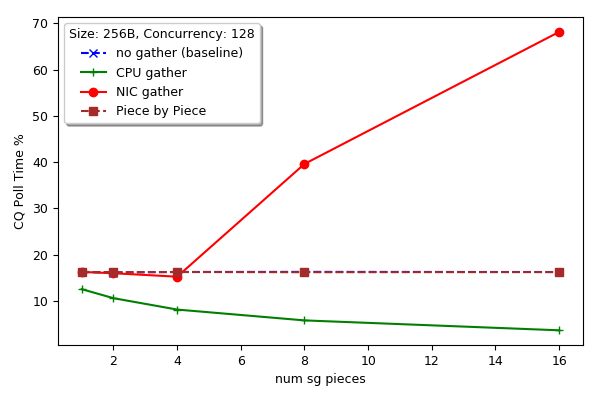 Size: 256B, Concurrency: 128
no gather (baseline)
CPU gather
NIC gather
Piece by Piece
CQ Poll Time %
70
60
50
40
30
20
10
2 4 6 8 10 12 14 16
num sg pieces